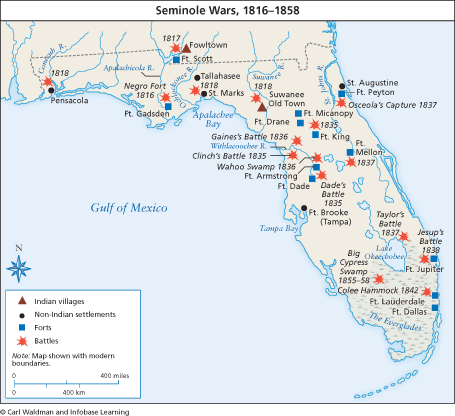 Seminole Wars, 1816–1858
1817
Fowltown
Ft. Scott
Conecuh R.
Apalachicola R.
Ochlockonee R.
Suwanee R.
St. Johns R.
1818
Pensacola
Negro Fort
1816
Ft. Gadsden
Tallahassee
1818
St. Marks
Apalachee
Bay
1818
Suwanee
Old Town
St. Augustine
Ft. Peyton
Osceola's Capture 1837
Ft. Micanopy
Ft. Drane
1835
Ft. King
Gaines's Battle 1836
Withlacoochee R.
Clinch's Battle 1835
Wahoo Swamp 1836
Ft. Armstrong
Ft. Dade
Ft.
Mellon
1837
Dade's
Battle
1835
Ft. Brooke
(Tampa)
Tampa Bay
Gulf of Mexico
Taylor's
Battle
1837
Jesup's
Battle
1838
Lake
Okeechobee
Ft. Jupiter
Big
Cypress
Swamp
1855–58
Colee Hammock 1842
Ft. Lauderdale
Ft. Dallas
The Everglades
N
Indian villages
Non-Indian settlements
Forts
Battles
Note: Map shown with modern
boundaries.
0 400 miles
0 400 km
© Carl Waldman and Infobase Learning